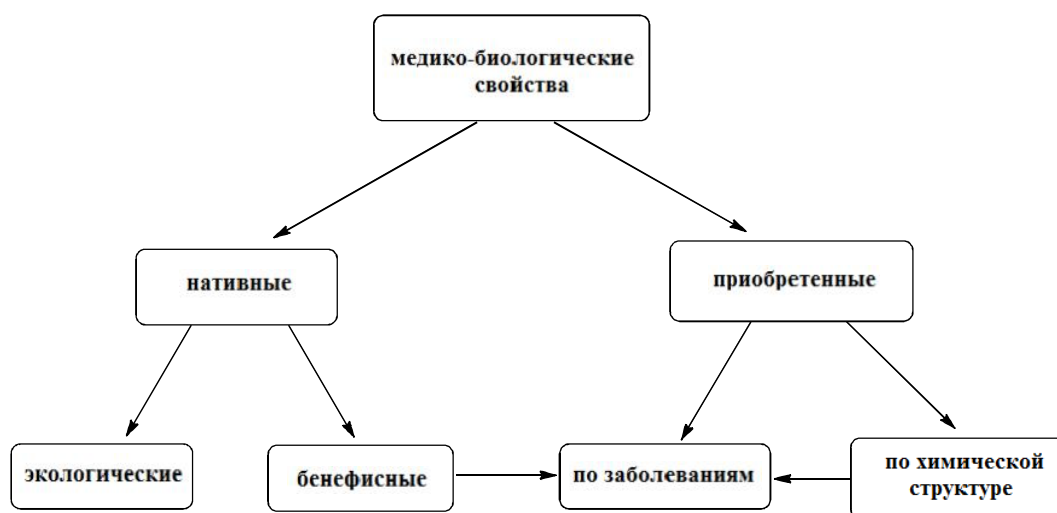 медико-биологические
свойства
нативные
приобретенные
экологические
бенефисные
по заболеваниям
по химической
структуре